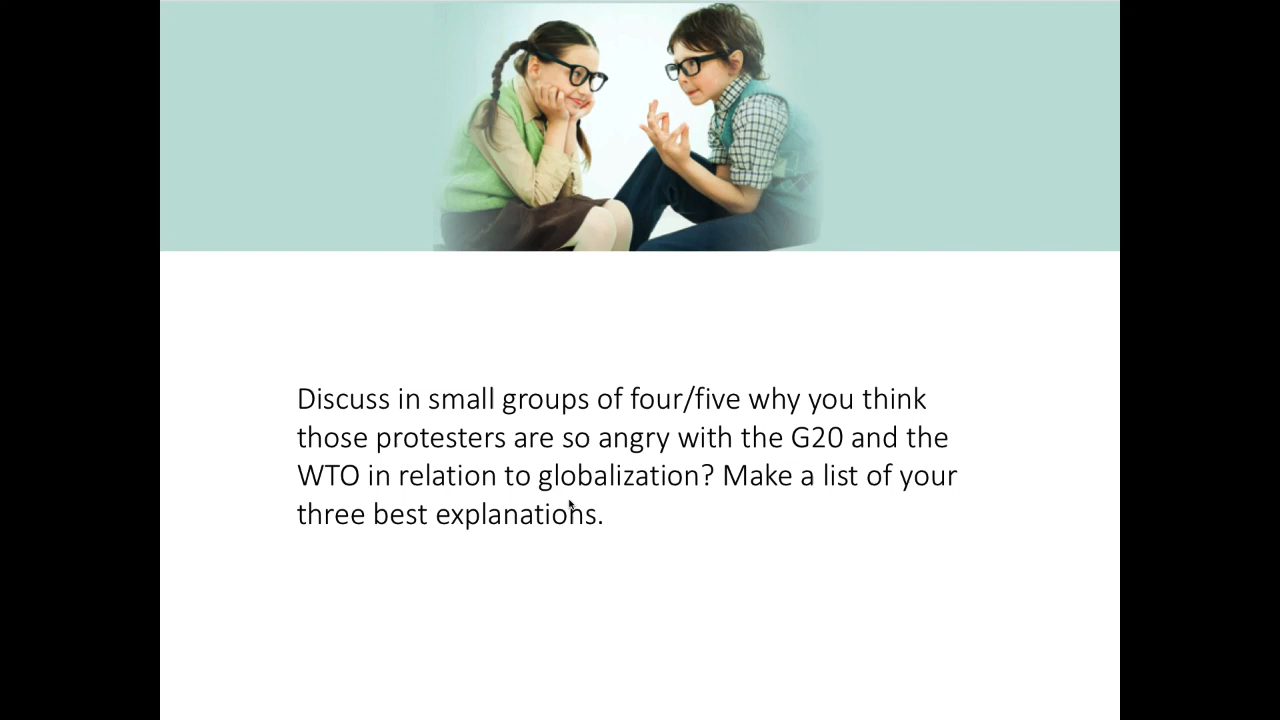 Discuss in small groups of four/five why you think
those protesters are so angry with the G20 and the
WTO in relation to globalization? Make a list of your
three best explanations.